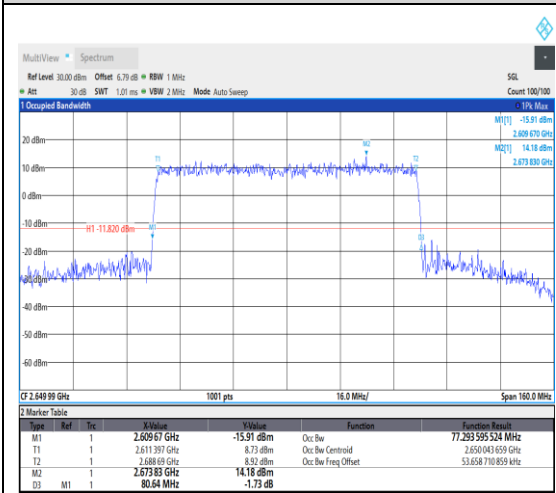 MultiView Spectrum
Ref Level 30.00 dBm Offset 6.79 dB RBW 1 MHz SGL
Att 30 dB SWT 1.01 ms VBW 2 MHz Mode Auto Sweep Count 100/100
1 Occupied Bandwidth 1Pk Max
M1[1] -15.91 dBm
2.609 670 GHz
M2[1] 14.18 dBm
2.673 830 GHz
20 dBm
M2
T1 T2
10 dBm
0 dBm
-10 dBm
H1 -11.820 dBm M1
D3
-20 dBm
-30 dBm
-40 dBm
-50 dBm
-60 dBm
CF 2.649 99 GHz 1001 pts 16.0 MHz/ Span 160.0 MHz
2 Marker Table
Type Ref Trc X-Value Y-Value Function Function Result
M1 1 2.609 67 GHz -15.91 dBm Occ Bw 77.293 595 524 MHz
T1 1 2.611 397 GHz 8.73 dBm Occ Bw Centroid 2.650 043 659 GHz
T2 1 2.688 69 GHz 8.92 dBm Occ Bw Freq Offset 53.658 710 859 kHz
M2 1 2.673 83 GHz 14.18 dBm
D3 M1 1 80.64 MHz -1.73 dB